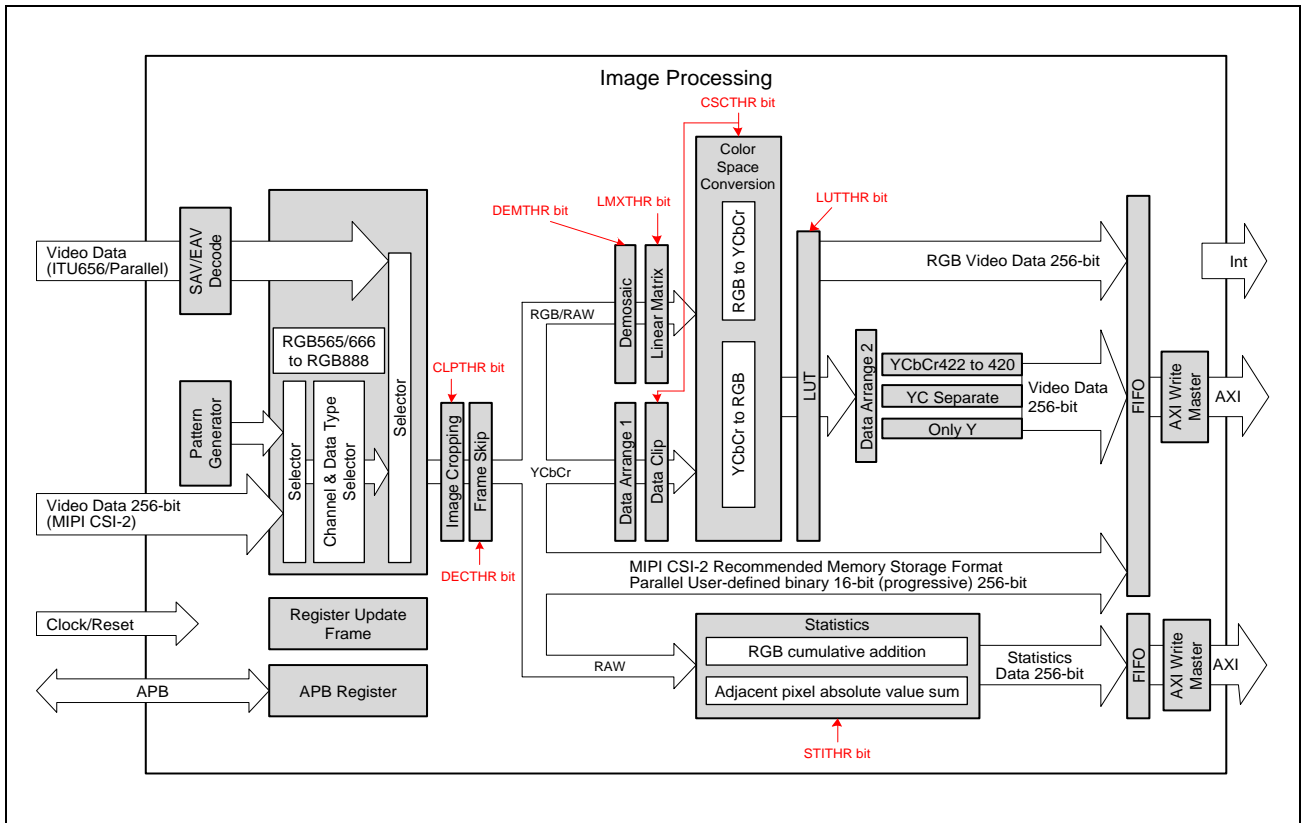 Image Processing
CSCTHR bit
Color
Space
Conversion
RGB to YCbCr
YCbCr to RGB
LMXTHR bit
DEMTHR bit
LUTTHR bit
SAV/EAV
Decode
Video Data
(ITU656/Parallel)
RGB565/666
to RGB888
Selector
Channel & Data Type
Selector
Selector
Pattern
Generator
Video Data 256-bit
(MIPI CSI-2)
CLPTHR bit
Image Cropping
Frame Skip
DECTHR bit
RGB/RAW
YCbCr
RAW
Demosaic
Linear Matrix
Data Arrange 1
Data Clip
LUT
RGB Video Data 256-bit
Data Arrange 2
YCbCr422 to 420
YC Separate
Only Y
Video Data
256-bit
FIFO
Int
AXI Write
Master
AXI
MIPI CSI-2 Recommended Memory Storage Format
Parallel User-defined binary 16-bit (progressive) 256-bit
Clock/Reset
Register Update
Frame
APB
APB Register
Statistics
RGB cumulative addition
Adjacent pixel absolute value sum
STITHR bit
Statistics
Data 256-bit
FIFO
AXI Write
Master
AXI